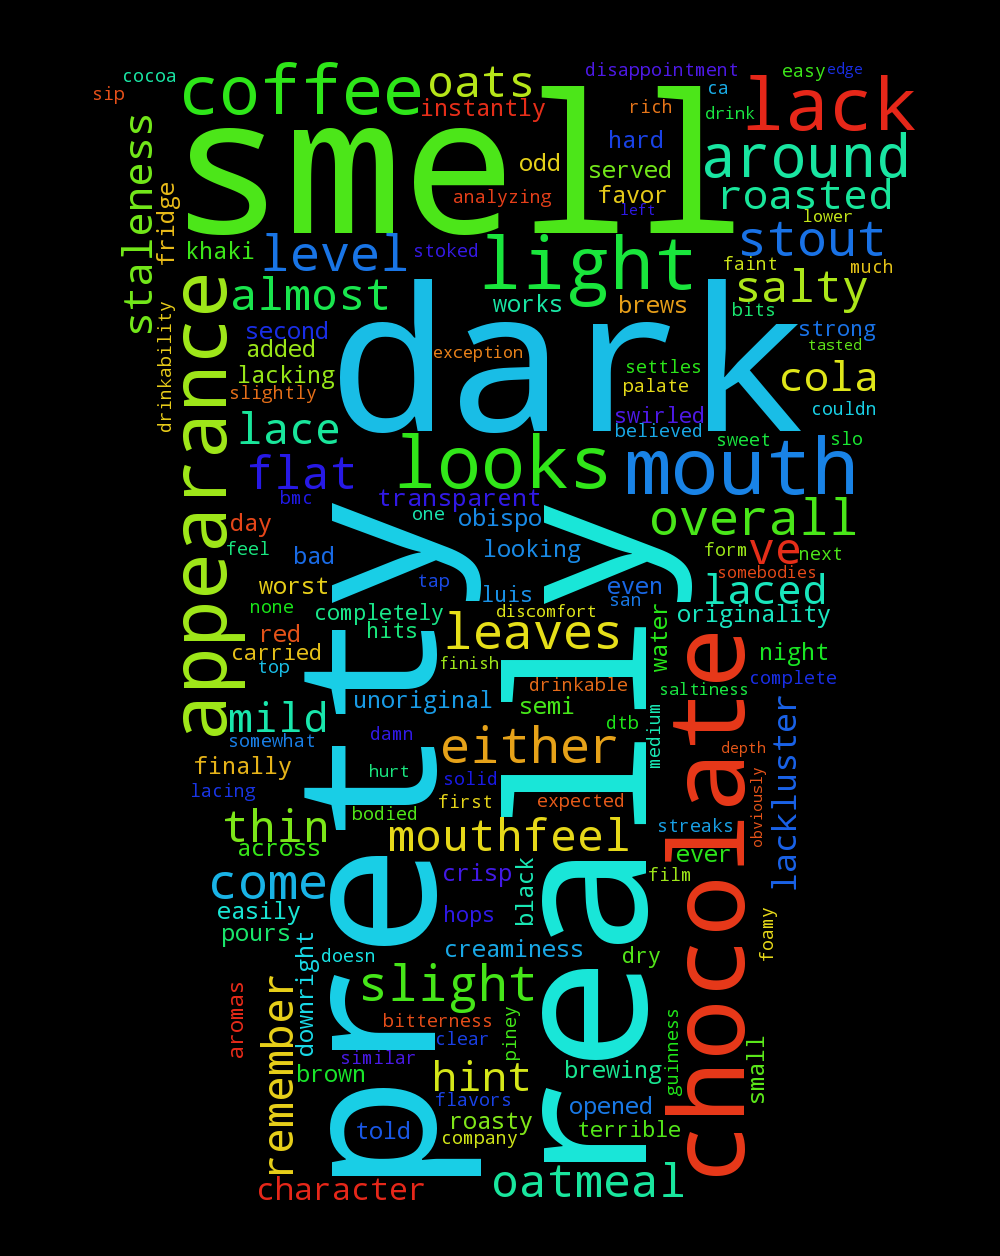 cocoa
sip
coffee
oats
disappointment
easy
edge
instantly
rich
ca
drink
lack
smell
hard
odd
served
around
staleness
fridge
analyzing
favor
roasted
left
lower
khaki
level
stoked
light
stout
faint
much
almost
works
brews
salty
bits
appearance
drinkability
second
dark
strong
added
exception
tasted
lacking
settles
cola
slightly
palate
lace
swirled
couldn
believed
looks
sweet
slo
flat
mouth
bmc
transparent
day
one
obispo
overall
feel
bad
looking
form
ve
next
worst
tap
luis
even
somebodies
laced
none
completely
discomfort
san
originality
red
hits
leaves
water
carried
night
top
finish
pretty
really
chocolate
unoriginal
drinkable
saltiness
complete
mild
semi
dtb
medium
lackluster
somewhat
damn
either
depth
finally
hurt
solid
obviously
lacing
first
expected
thin
bodied
mouthfeel
streaks
across
ever
come
crisp
black
film
easily
hops
foamy
pours
creaminess
downright
doesn
dry
aromas
remember
slight
bitterness
clear
piney
guinness
small
similar
brown
hint
brewing
flavors
opened
told
roasty
company
terrible
oatmeal
character